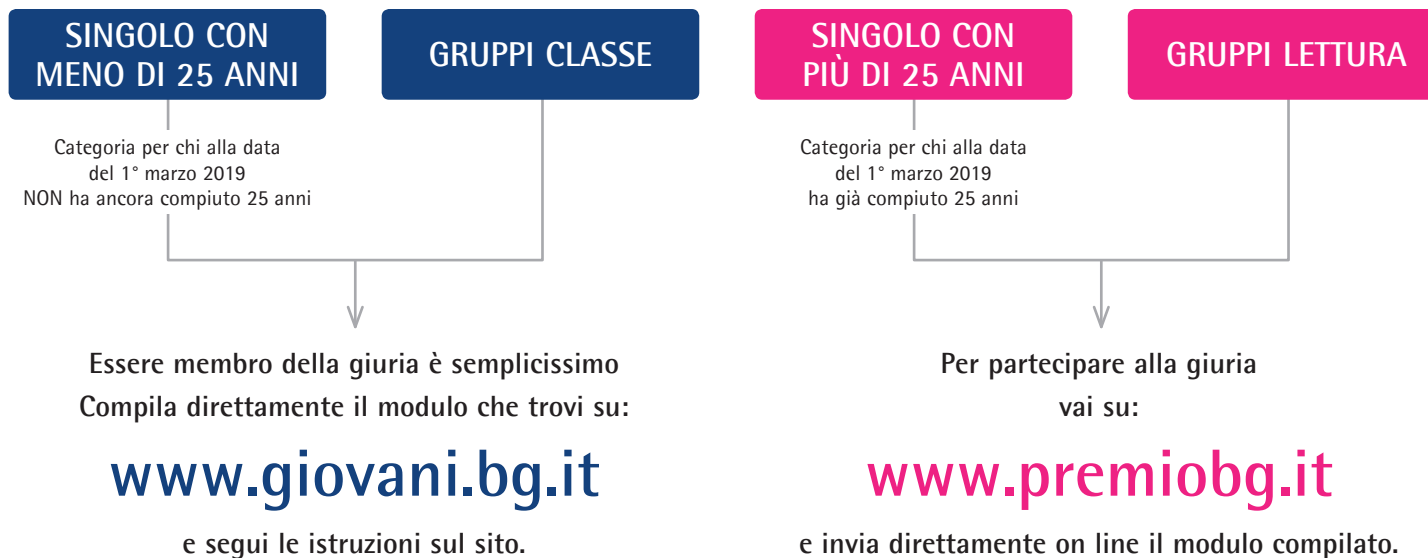 SINGOLO CON
MENO DI 25 ANNI
GRUPPI CLASSE
Categoria per chi alla data
del 1° marzo 2019
NON ha ancora compiuto 25 anni
Essere membro della giuria è semplicissimo
Compila direttamente il modulo che trovi su:
www.giovani.bg.it
e segui le istruzioni sul sito.
SINGOLO CON
PIÙ DI 25 ANNI
GRUPPI LETTURA
Categoria per chi alla data
del 1° marzo 2019
ha già compiuto 25 anni
Per partecipare alla giuria
vai su:
www.premiobg.it
e invia direttamente on line il modulo compilato.